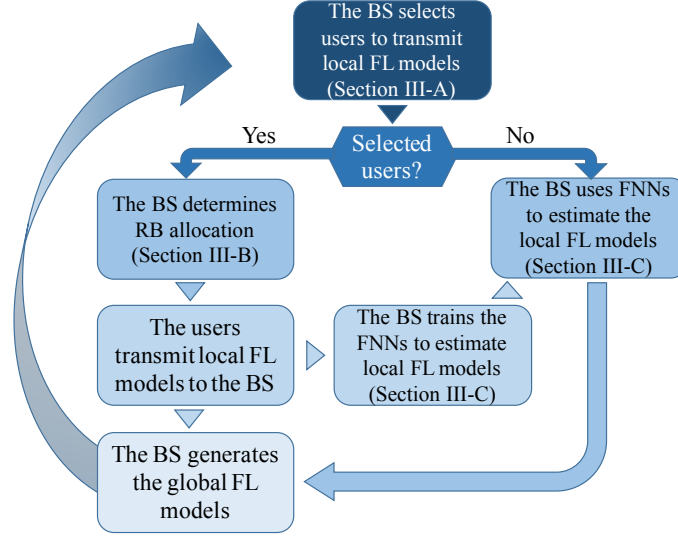 The BS selects
users to transmit
local FL models
(Section III-A)
Yes
Selected
users?
No
The BS determines
RB allocation
(Section III-B)
The BS uses FNNs
to estimate the
local FL models
(Section III-C)
The users
transmit local FL
models to the BS
The BS trains the
FNNs to estimate
local FL models
(Section III-C)
The BS generates
the global FL
models